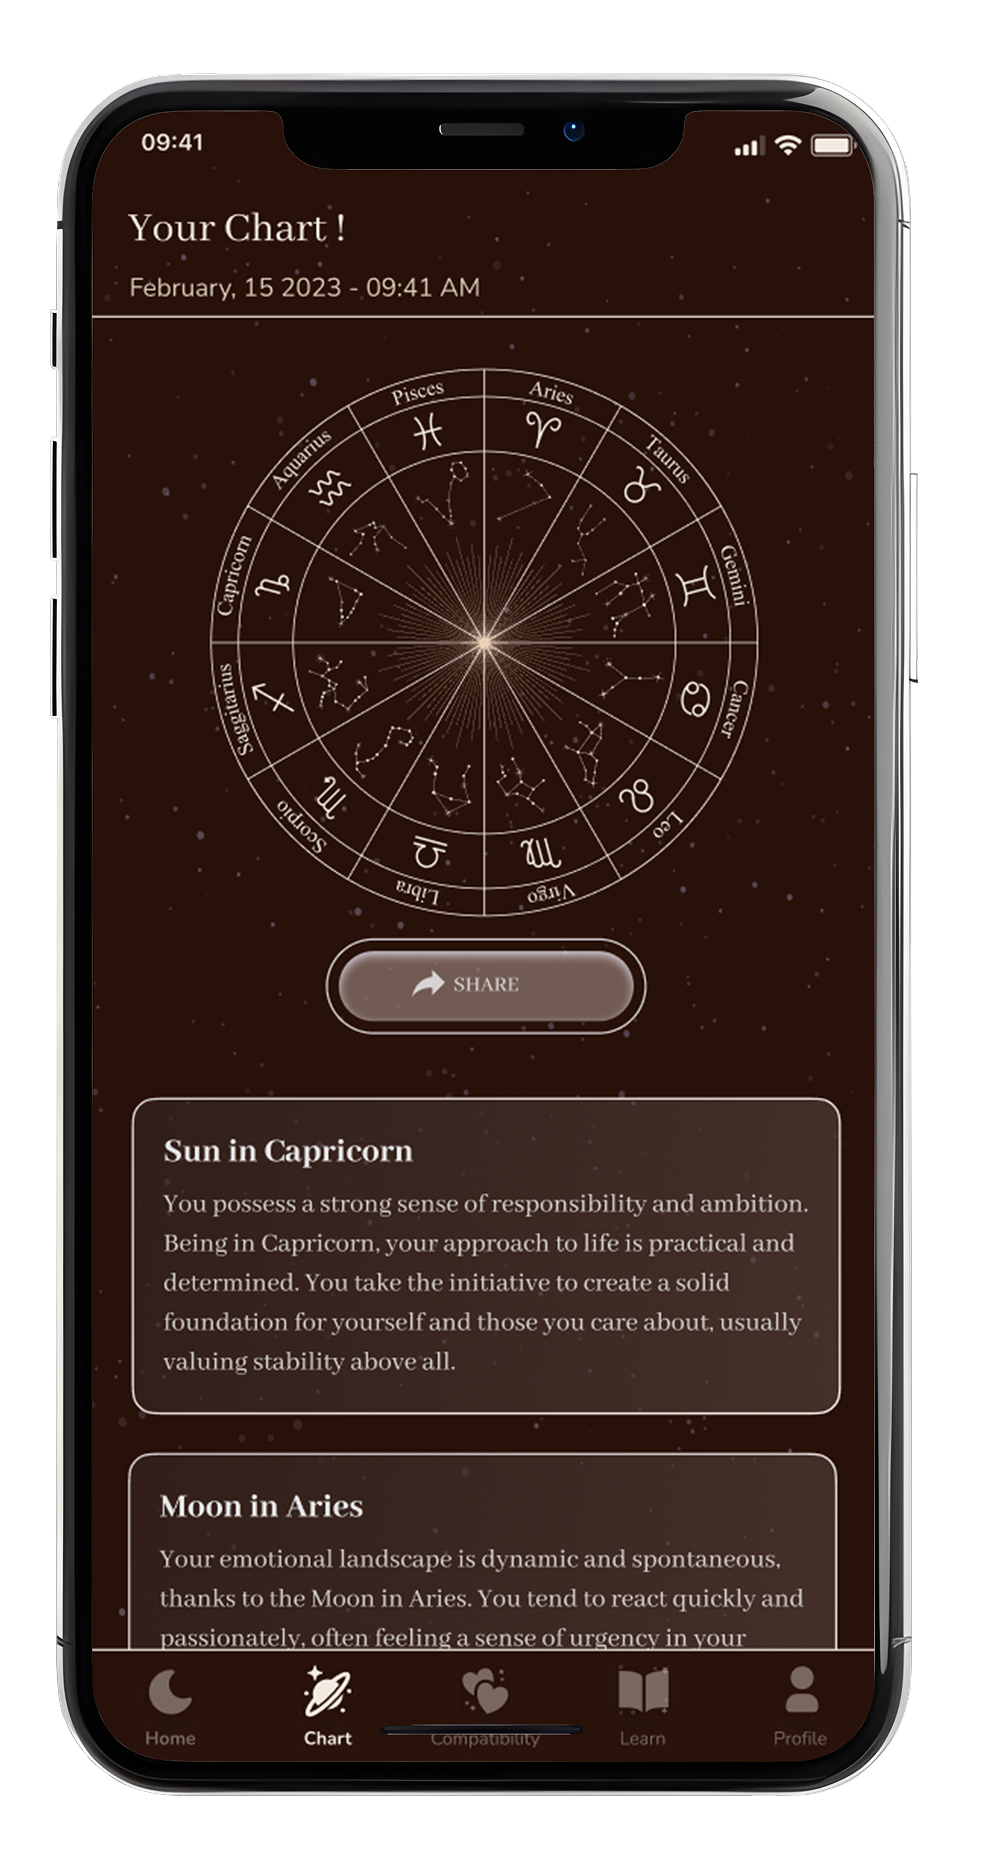 09:41
Your Chart !
February, 15 2023 - 09:41 AM
Pisces
Aries
Aquarius
Taurus
Capricorn
Gemini
Saggitarius
Cancer
Scorpio
Leo
Libra
Virgo
SHARE
Sun in Capricorn
You possess a strong sense of responsibility and ambition.
Being in Capricorn, your approach to life is practical and
determined. You take the initiative to create a solid
foundation for yourself and those you care about, usually
valuing stability above all.
Moon in Aries
Your emotional landscape is dynamic and spontaneous,
thanks to the Moon in Aries. You tend to react quickly and
passionately, often feeling a sense of urgency in your
Home
Chart
Compatibility
Learn
Profile